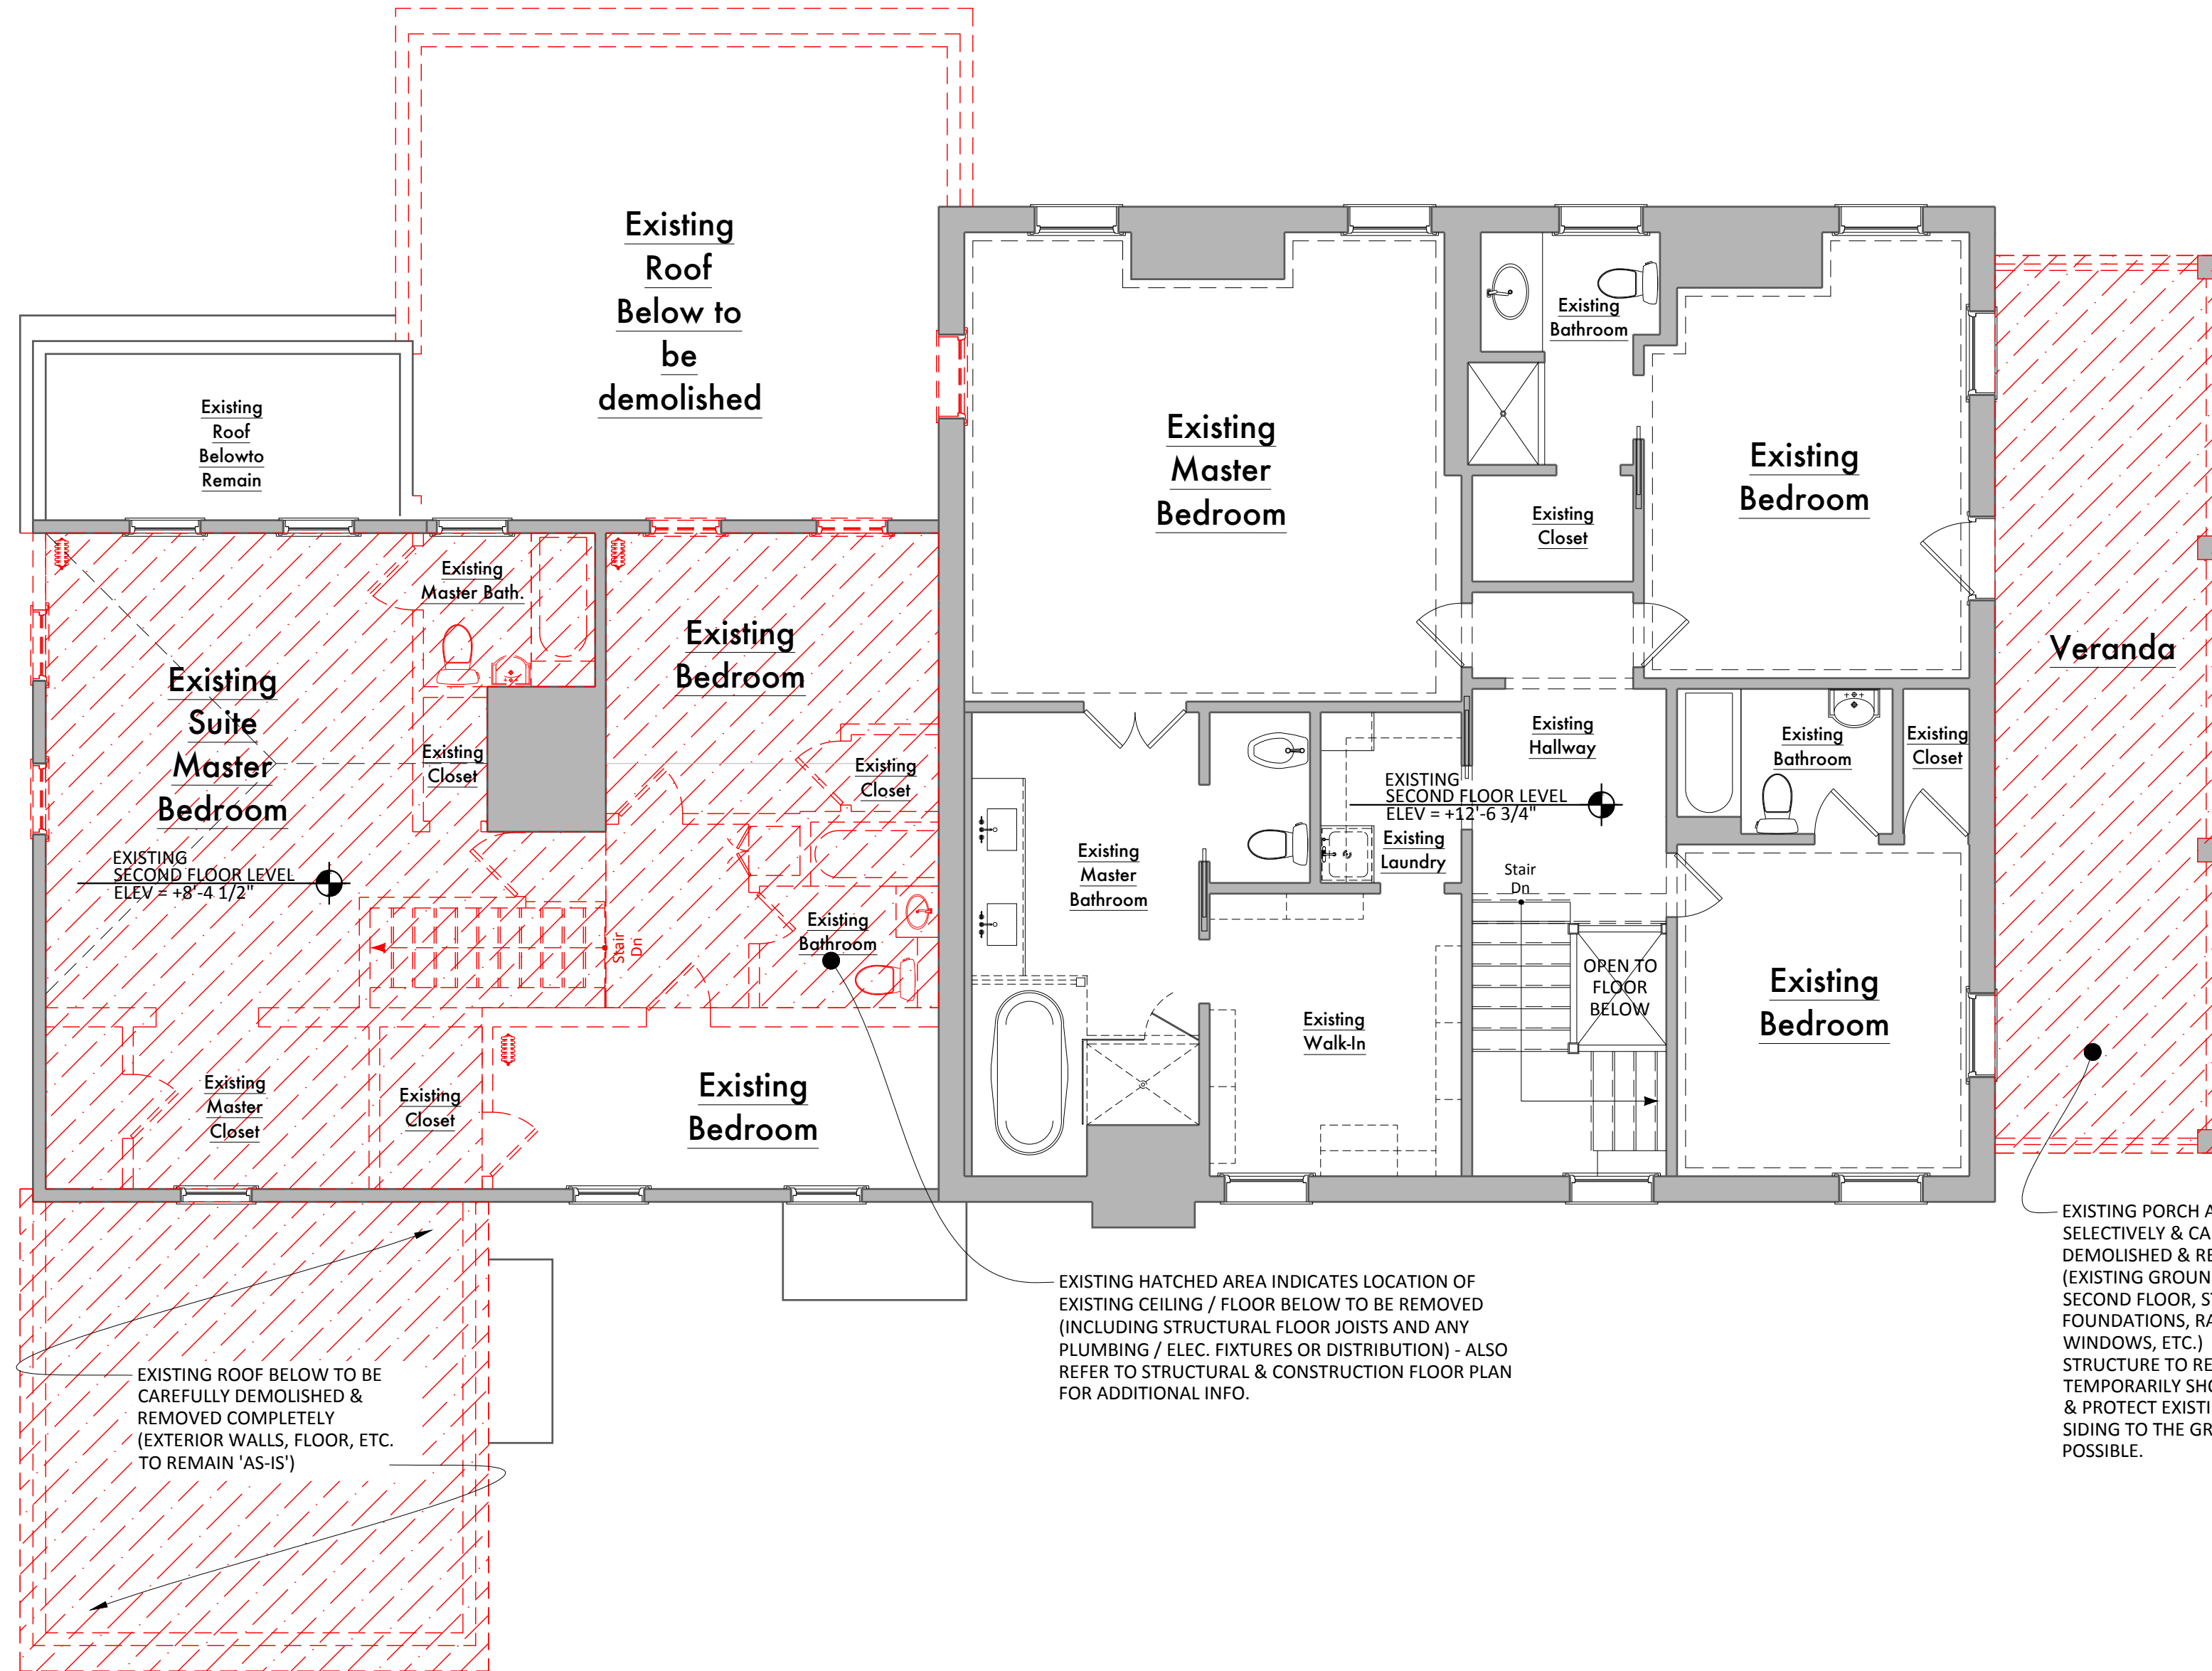 Existing
Roof
Below to
be
demolished
Existing
Roof
Belowto
Remain
Existing
Master
Bedroom
Existing
Bathroom
Existing
Closet
Existing
Bedroom
Veranda
Existing
Master Bath.
Existing
Suite
Master
Bedroom
Existing
Bedroom
Existing
Closet
Existing
Closet
EXISTING
SECOND FLOOR LEVEL
ELEV = +8'-4 1/2"
Stair
Dn
Existing
Bathroom
Existing
Master
Closet
Existing
Closet
Existing
Bedroom
Existing
Hallway
EXISTING
SECOND FLOOR LEVEL
ELEV = +12'-6 3/4"
Existing
Laundry
Existing
Master
Bathroom
Existing
Walk-In
Stair
Dn
OPEN TO
FLOOR
BELOW
Existing
Bathroom
Existing
Closet
Existing
Bedroom
EXISTING HATCHED AREA INDICATES LOCATION OF
EXISTING CEILING / FLOOR BELOW TO BE REMOVED
(INCLUDING STRUCTURAL FLOOR JOISTS AND ANY
PLUMBING / ELEC. FIXTURES OR DISTRIBUTION) - ALSO
REFER TO STRUCTURAL & CONSTRUCTION FLOOR PLAN
FOR ADDITIONAL INFO.
EXISTING ROOF BELOW TO BE
CAREFULLY DEMOLISHED &
REMOVED COMPLETELY
(EXTERIOR WALLS, FLOOR, ETC.
TO REMAIN 'AS-IS')
EXISTING PORCH A
SELECTIVELY & CA
DEMOLISHED & RE
(EXISTING GROUN
SECOND FLOOR, ST
FOUNDATIONS, RA
WINDOWS, ETC.)
STRUCTURE TO RE
TEMPORARILY SHO
& PROTECT EXISTI
SIDING TO THE GR
POSSIBLE.